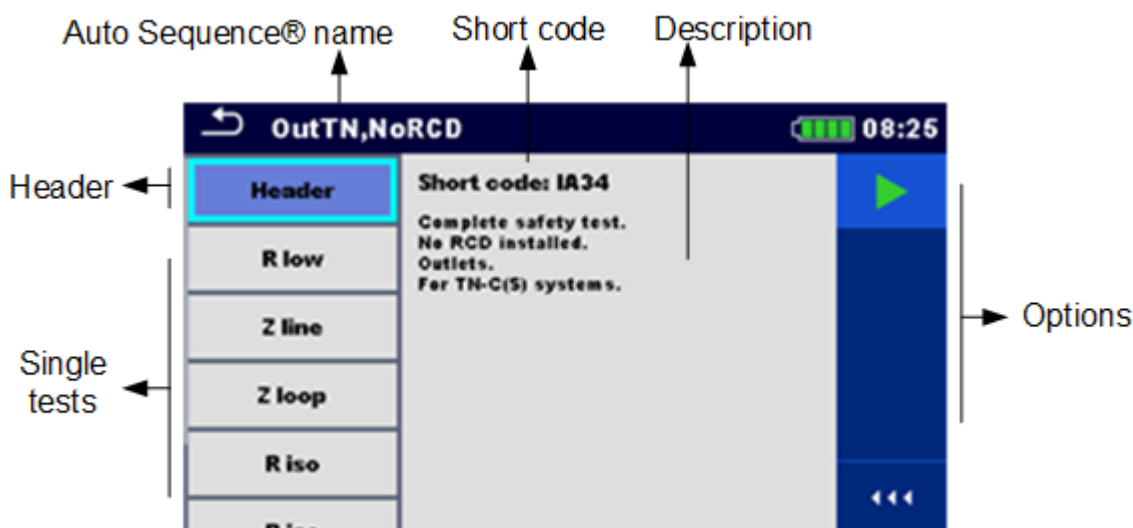 Auto Sequence® name
Short code
Description
OutTN,NoRCD
08:25
Header
Header
Short code: IA34
Complete safety test.
No RCD installed.
Outlets.
For TN-C(S) systems.
R low
Z line
Z loop
R iso
Single
tests
Options